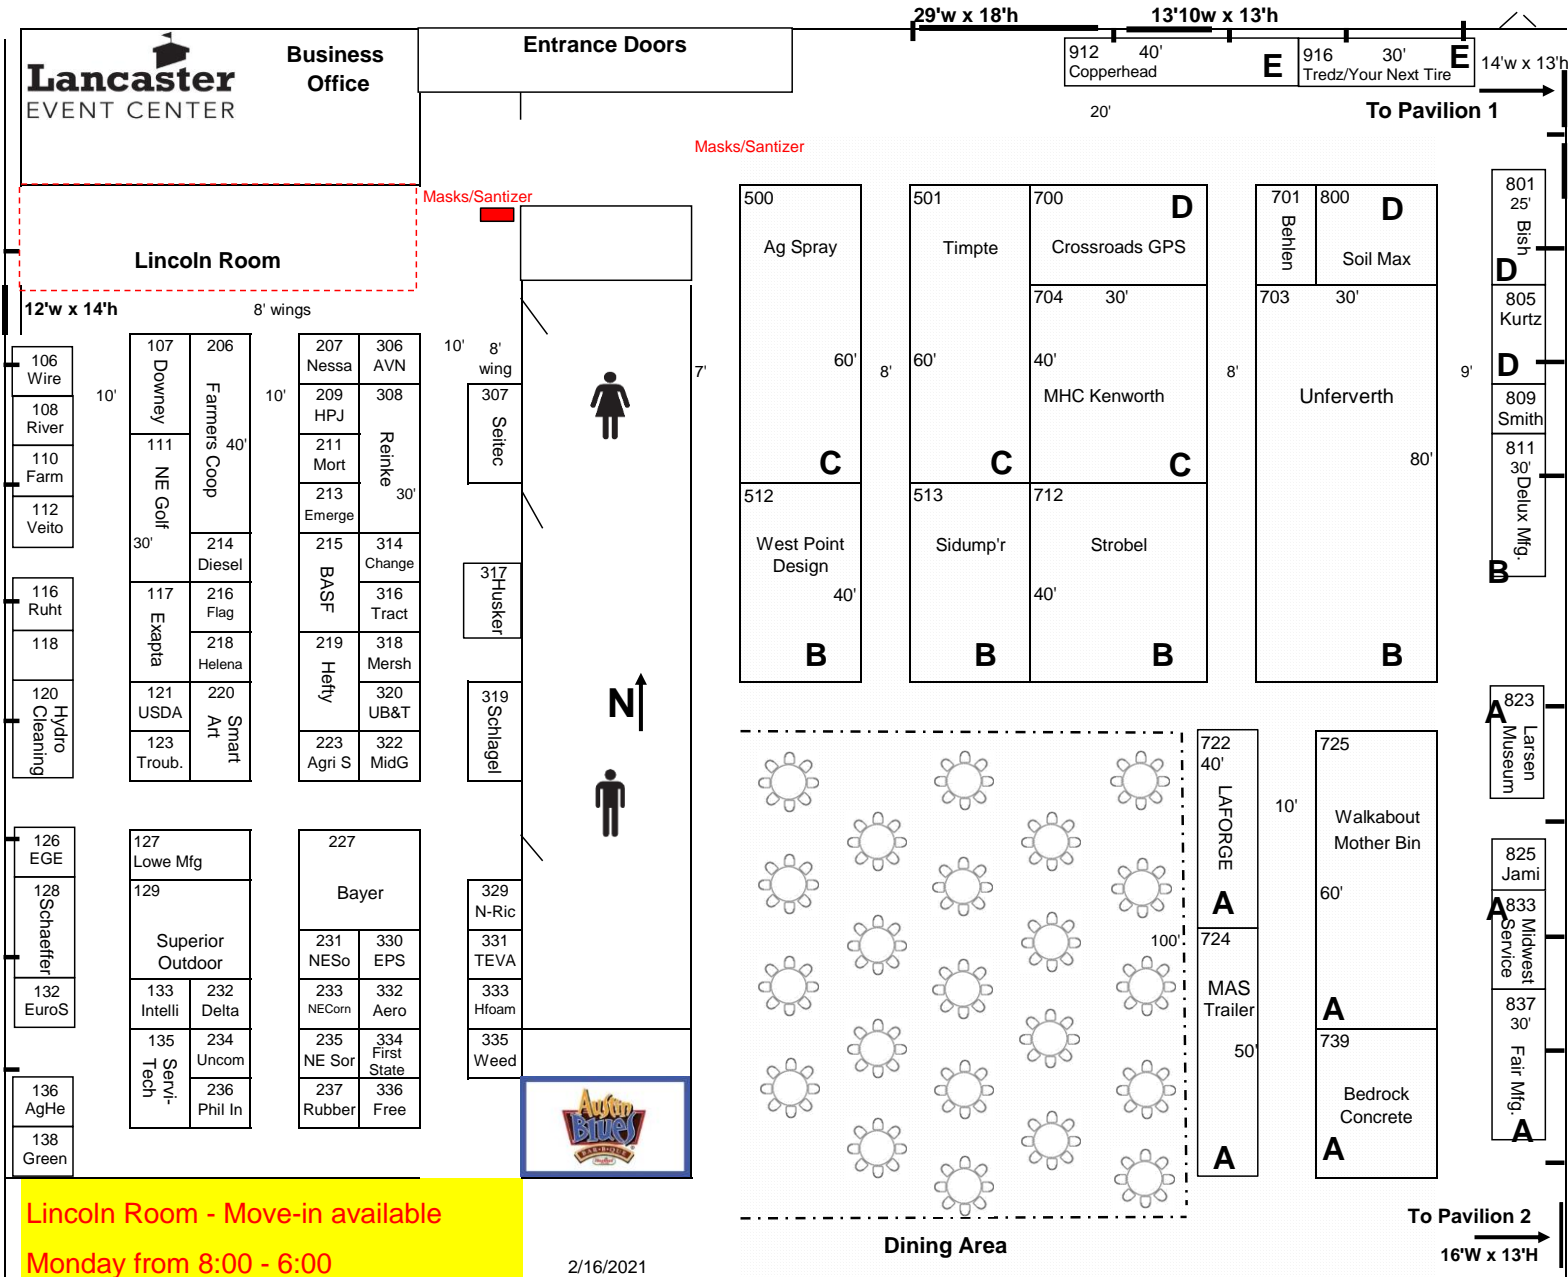 29'w x 18'h
13'10w x 13'h
Lancaster
EVENT CENTER
Business
Office
Entrance Doors
912 40'
Copperhead
E
916 30'
Tredz/Your Next Tire
E
14'w x 13'h
To Pavilion 1
20'
Masks/Santizer
Masks/Santizer
Lincoln Room
12'w x 14'h
8' wings
106
Wire
108
River
110
Farm
112
Veito
116
Ruht
118
120
Hydro
Cleaning
126
EGE
128
Schaeffer
132
EuroS
136
AgHe
138
Green
10'
107
Downey
111
NE Golf
30'
117
Exapta
121
USDA
123
Troub.
127
Lowe Mfg
129
Superior
Outdoor
133
Intelli
135
Servi-
Tech
206
Farmers Coop
40'
214
Diesel
216
Flag
218
Helena
220
Smart
Art
232
Delta
234
Uncom
236
Phil In
10'
207
Nessa
209
HPJ
211
Mort
213
Emerge
215
BASF
219
Hefty
223
Agri S
227
Bayer
231
NESo
233
NECorn
235
NE Sor
237
Rubber
306
AVN
308
Reinke
30'
314
Change
316
Tract
318
Mersh
320
UB&T
322
MidG
330
EPS
332
Aero
334
First
State
336
Free
10'
8'
wing
307
Seitec
317
Husker
319
Schlagel
329
N-Ric
331
TEVA
333
Hfoam
335
Weed
N
Austin
Blues
BAR-B-QUE
7'
500
Ag Spray
60'
C
512
West Point
Design
40'
B
8'
501
Timpte
60'
C
513
Sidump'r
B
700
D
Crossroads GPS
704 30'
40'
MHC Kenworth
C
712
Strobel
40'
B
8'
701
Behlen
800
D
Soil Max
703 30'
Unferverth
80'
B
9'
801
25'
Bish
D
805
Kurtz
D
809
Smith
811
30'
Delux Mfg.
B
A
823
Larsen
Museum
825
Jami
A
833
Midwest
Service
837
30'
Fair Mfg.
A
722
40'
LAFORGE
A
724
MAS
Trailer
50'
A
100'
10'
725
Walkabout
Mother Bin
60'
A
739
Bedrock
Concrete
A
Dining Area
To Pavilion 2
16'W x 13'H
Lincoln Room - Move-in available
Monday from 8:00 - 6:00
2/16/2021